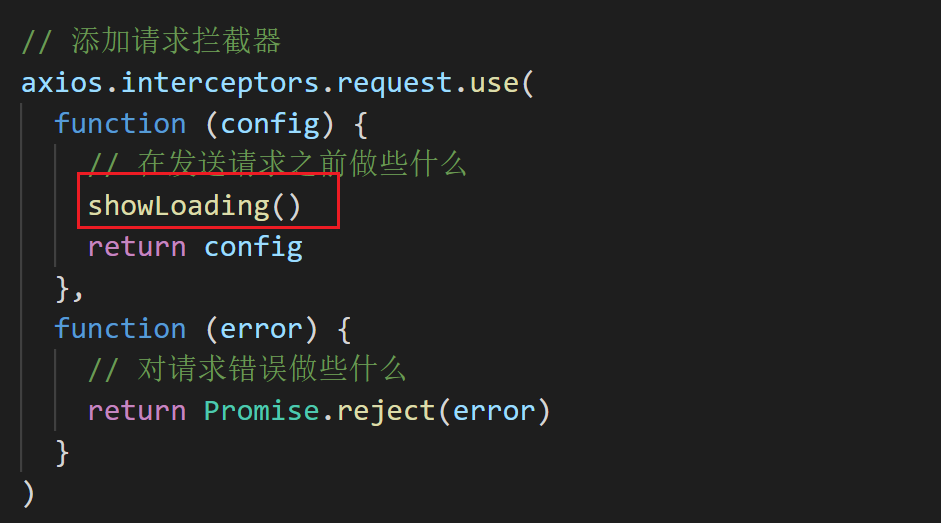 // 添加请求拦截器
axios.interceptors.request.use(
  function (config) {
    // 在发送请求之前做些什么
    showLoading()
    return config
  },
  function (error) {
    // 对请求错误做些什么
    return Promise.reject(error)
  }
)